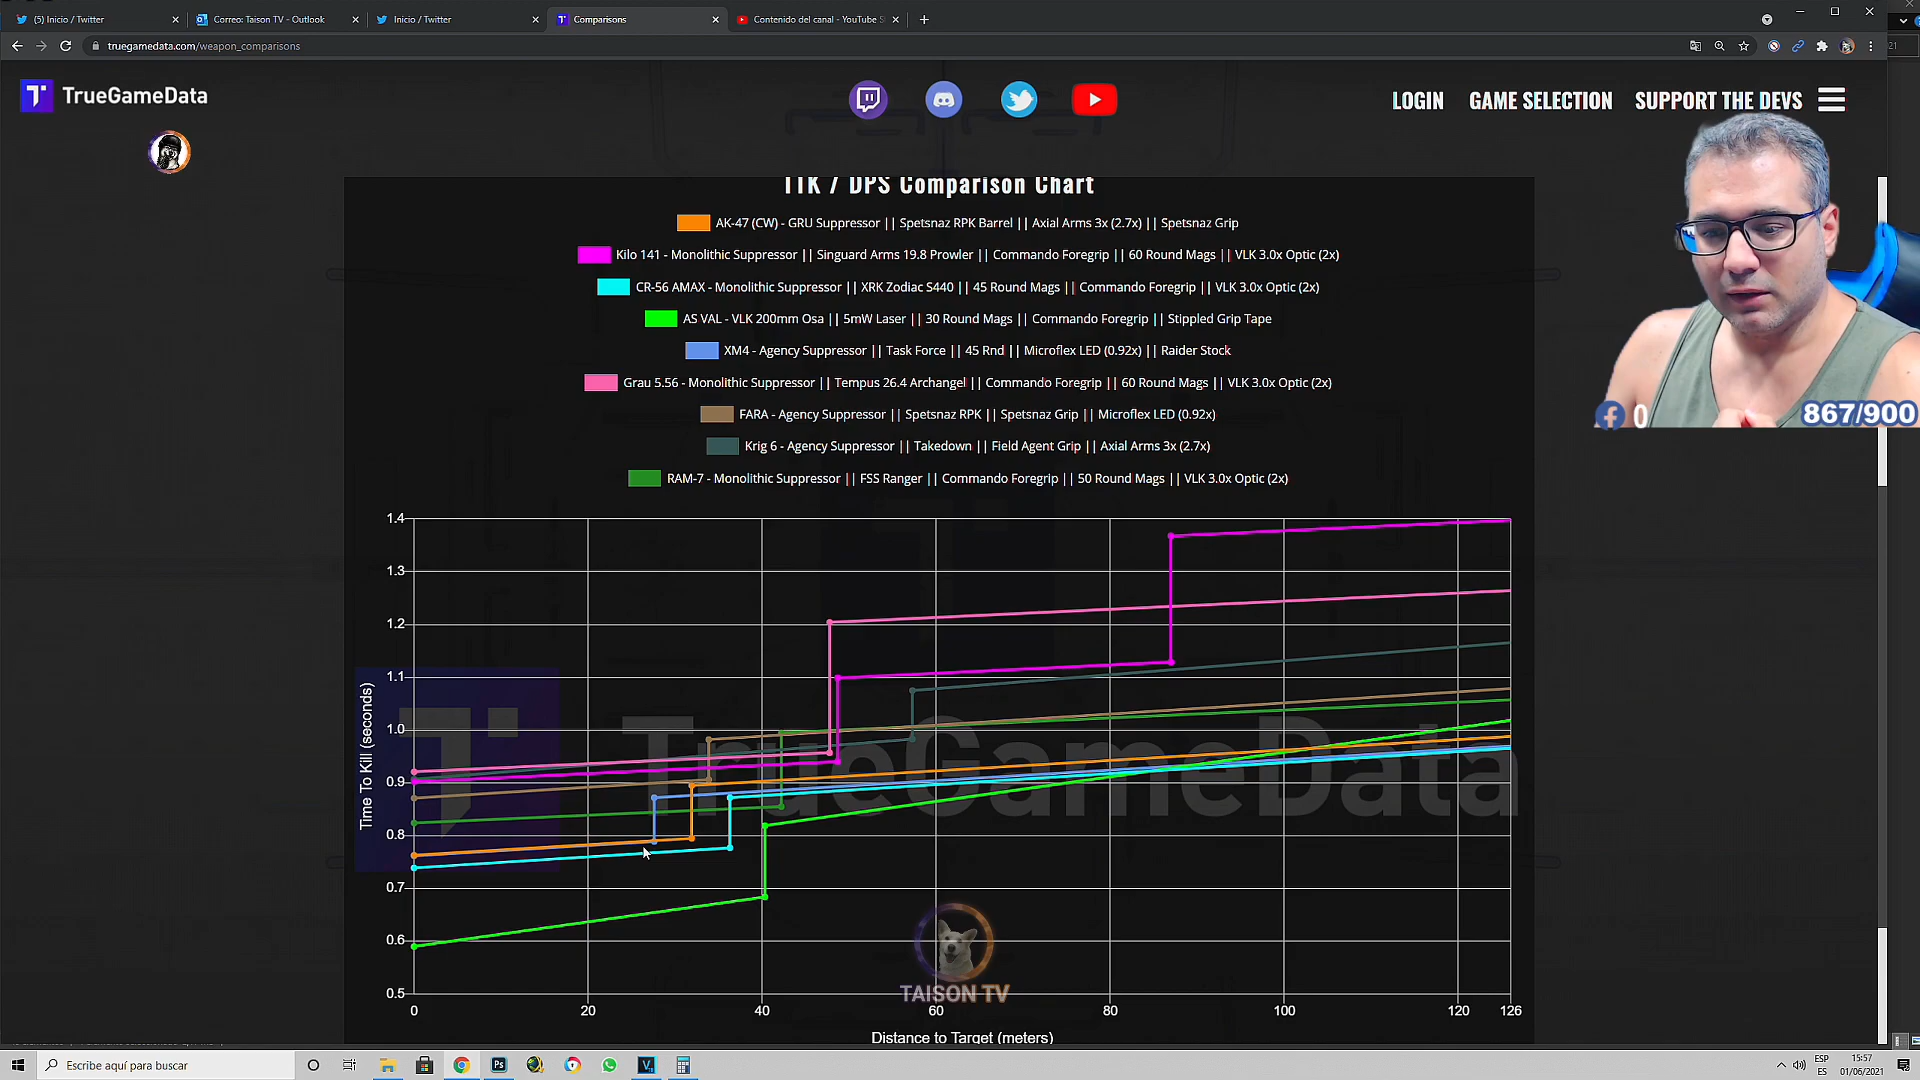 (5) Inicio / Twitter
Correo: Taison TV - Outlook
Inicio / Twitter
Comparisons
Contenido del canal - YouTube S
truegamedata.com/weapon_comparisons
TrueGameData
LOGIN
GAME SELECTION
SUPPORT THE DEVS
TTK / DPS Comparison Chart
AK-47 (CW) - GRU Suppressor || Spetsnaz RPK Barrel || Axial Arms 3x (2.7x) || Spetsnaz Grip
Kilo 141 - Monolithic Suppressor || Singuard Arms 19.8 Prowler || Commando Foregrip || 60 Round Mags || VLK 3.0x Optic (2x)
CR-56 AMAX - Monolithic Suppressor || XRK Zodiac S440 || 45 Round Mags || Commando Foregrip || VLK 3.0x Optic (2x)
AS VAL - VLK 200mm Osa || 5mW Laser || 30 Round Mags || Commando Foregrip || Stippled Grip Tape
XM4 - Agency Suppressor || Task Force || 45 Rnd || Microflex LED (0.92x) || Raider Stock
Grau 5.56 - Monolithic Suppressor || Tempus 26.4 Archangel || Commando Foregrip || 60 Round Mags || VLK 3.0x Optic (2x)
FARA - Agency Suppressor || Spetsnaz RPK || Spetsnaz Grip || Microflex LED (0.92x)
Krig 6 - Agency Suppressor || Takedown || Field Agent Grip || Axial Arms 3x (2.7x)
RAM-7 - Monolithic Suppressor || FSS Ranger || Commando Foregrip || 50 Round Mags || VLK 3.0x Optic (2x)
0
867/900
1.4
1.3
1.2
1.1
1.0
0.9
0.8
0.7
0.6
0.5
Time To Kill (seconds)
TrueGameData
TAISON TV
0
20
40
60
80
100
120
126
Distance to Target (meters)
Escribe aquí para buscar
ESP
ES
15:57
01/06/2021